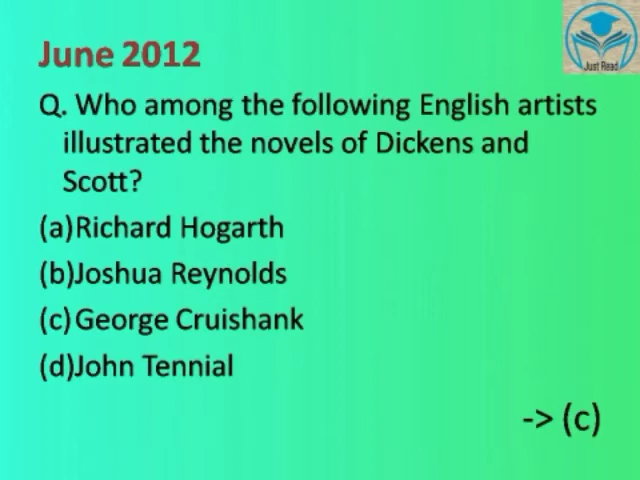 Just Read
June 2012
Q. Who among the following English artists
illustrated the novels of Dickens and
Scott?
(a)Richard Hogarth
(b)Joshua Reynolds
(c)George Cruishank
(d)John Tennial
-> (c)